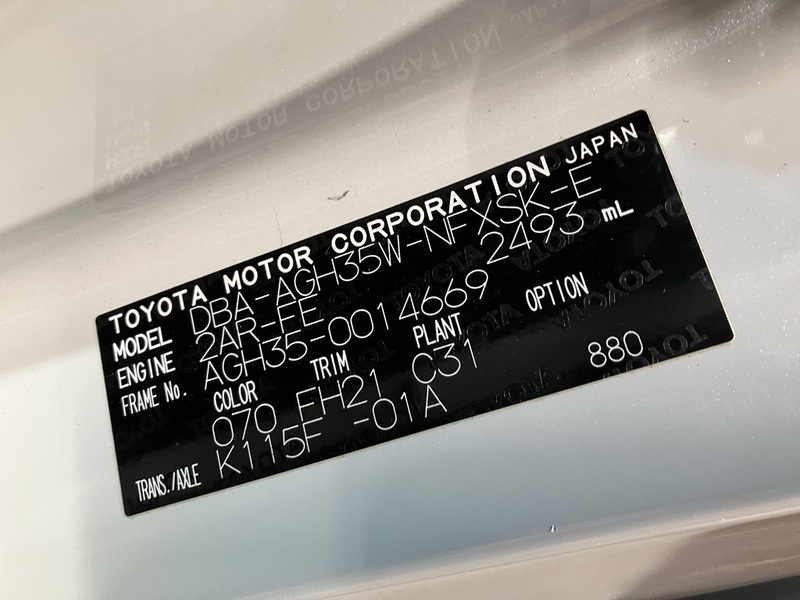 TOYOTA MOTOR CORPORATION JAPAN
MODEL DBA-AGH35W-NFXSK-E
ENGINE 2AR-FE 2493 mL
FRAME No. AGH35-0014669
COLOR TRIM PLANT OPTION
070 FH21 C31 880
TRANS./AXLE K115F -01A